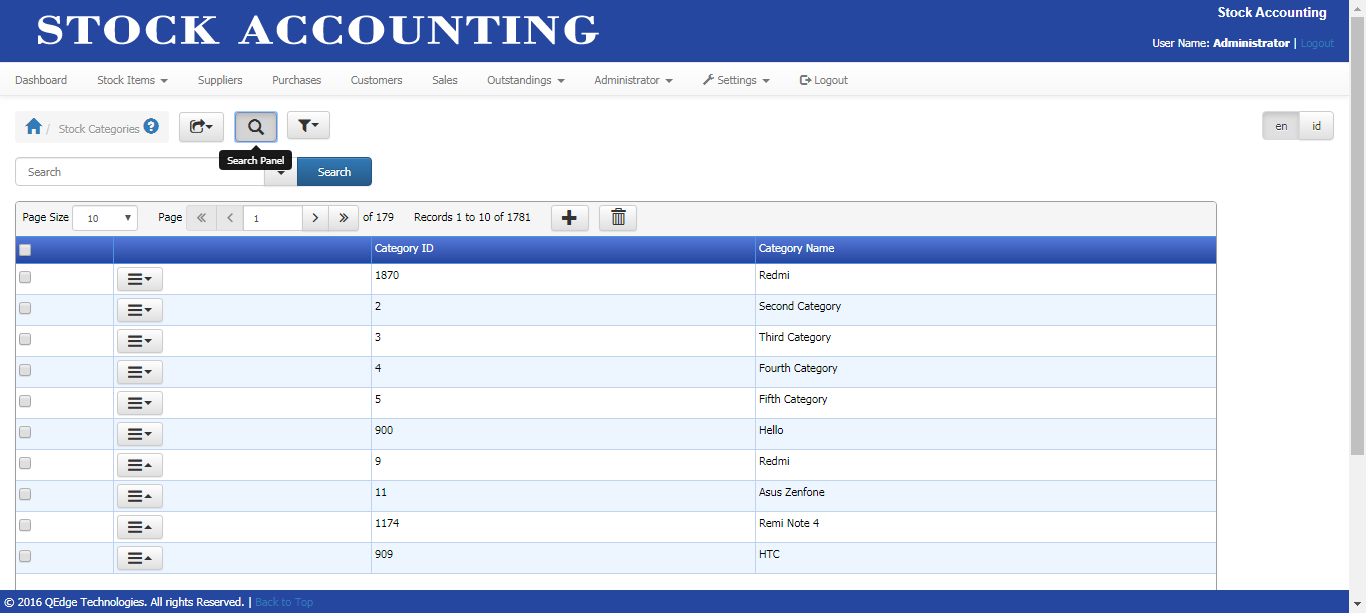 STOCK ACCOUNTING
Stock Accounting
User Name: Administrator | Logout
Dashboard Stock Items Suppliers Purchases Customers Sales Outstandings Administrator Settings Logout
/ Stock Categories ?
en id
Search Panel
Search Search
Page Size 10 Page 1 of 179 Records 1 to 10 of 1781
Category ID Category Name
1870 Redmi
2 Second Category
3 Third Category
4 Fourth Category
5 Fifth Category
900 Hello
9 Redmi
11 Asus Zenfone
1174 Remi Note 4
909 HTC
© 2016 QEdge Technologies. All rights Reserved. | Back to Top